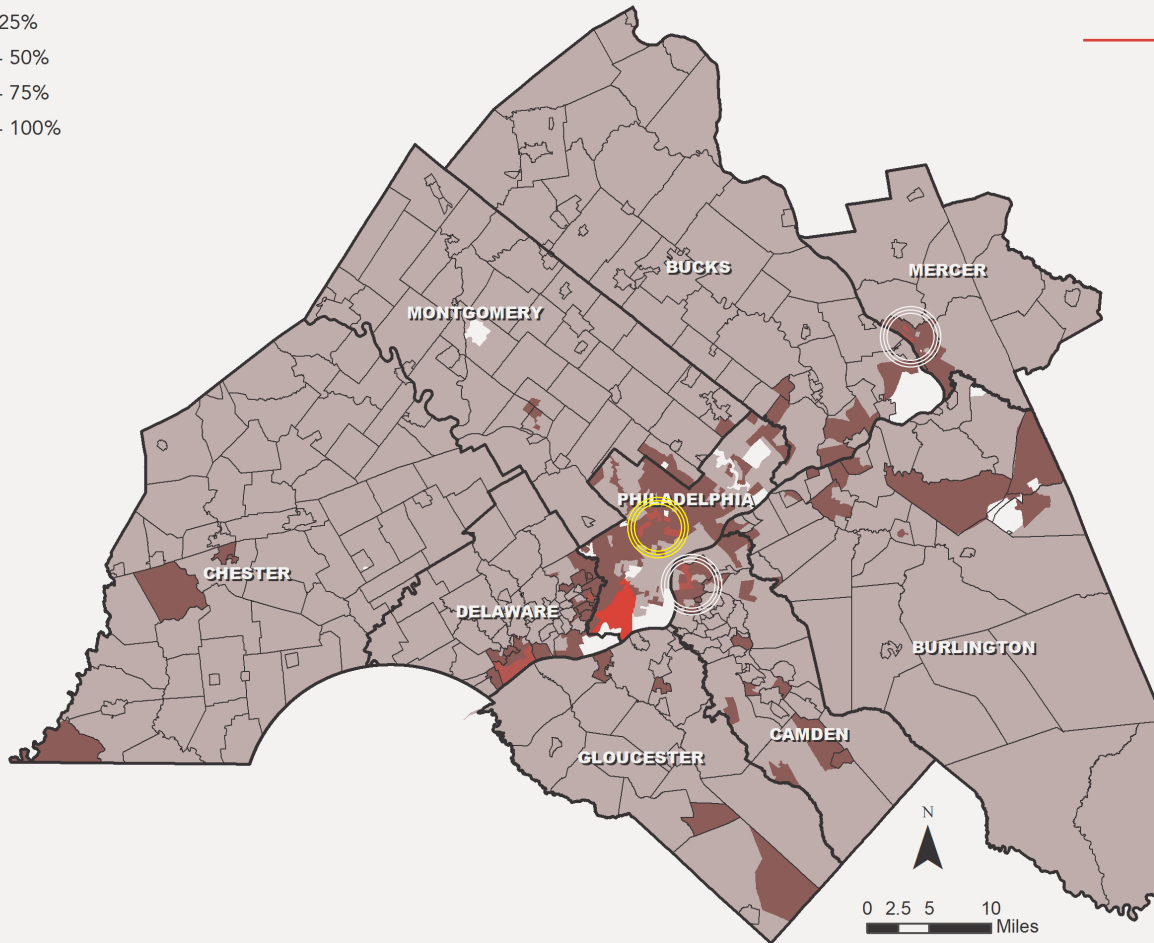 25%
- 50%
- 75%
- 100%
BUCKS
MERCER
MONTGOMERY
PHILADELPHIA
CHESTER
DELAWARE
BURLINGTON
CAMDEN
GLOUCESTER
N
0 2.5 5 10
Miles